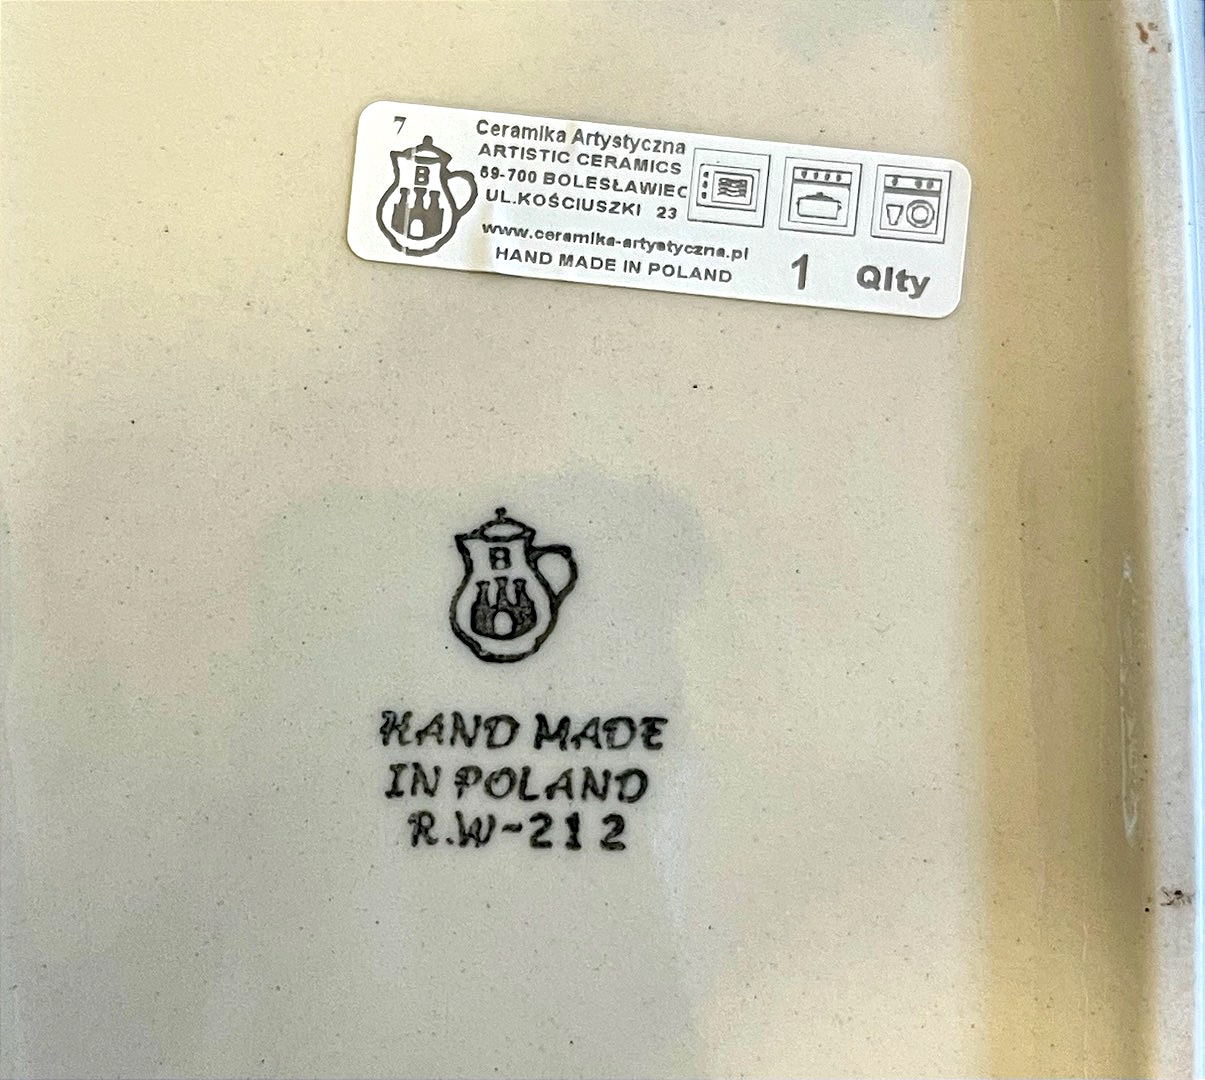 7
Ceramika Artystyczna
ARTISTIC CERAMICS
59-700 BOLESŁAWIEC
UL.KOŚCIUSZKI 23
www.ceramika-artystyczna.pl
HAND MADE IN POLAND
1 Qlty
B
B
HAND MADE
IN POLAND
R.W-212